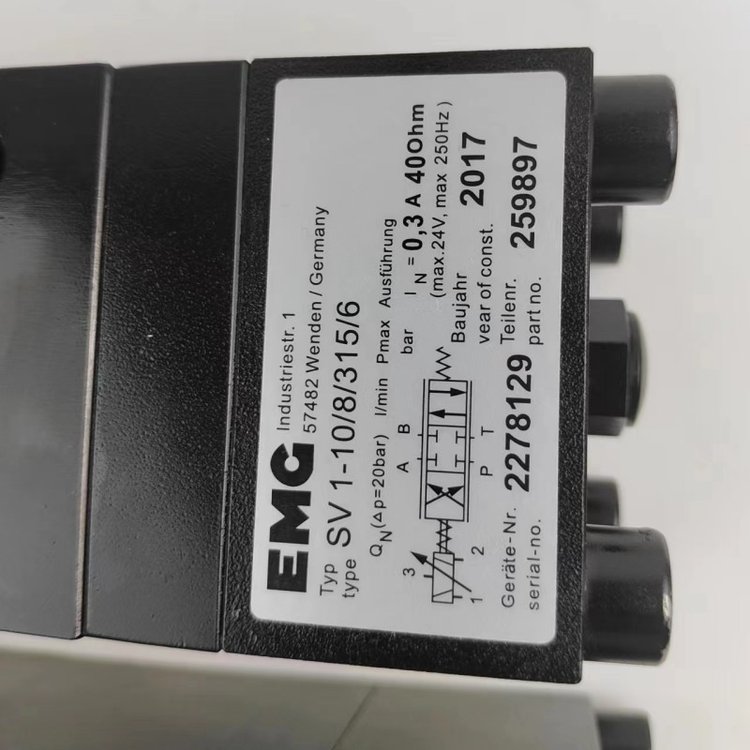 EMG
Industriestr. 1
57482 Wenden / Germany
Typ
type
SV 1-10/8/315/6
QN(Δp=20bar) l/min Pmax Ausführung
bar
IN = 0,3 A 40Ohm
(max.24V, max 250Hz)
A B
3
1
2
P T
Baujahr
year of const.
2017
Geräte-Nr.
serial-no.
2278129
Teilenr.
part no.
259897